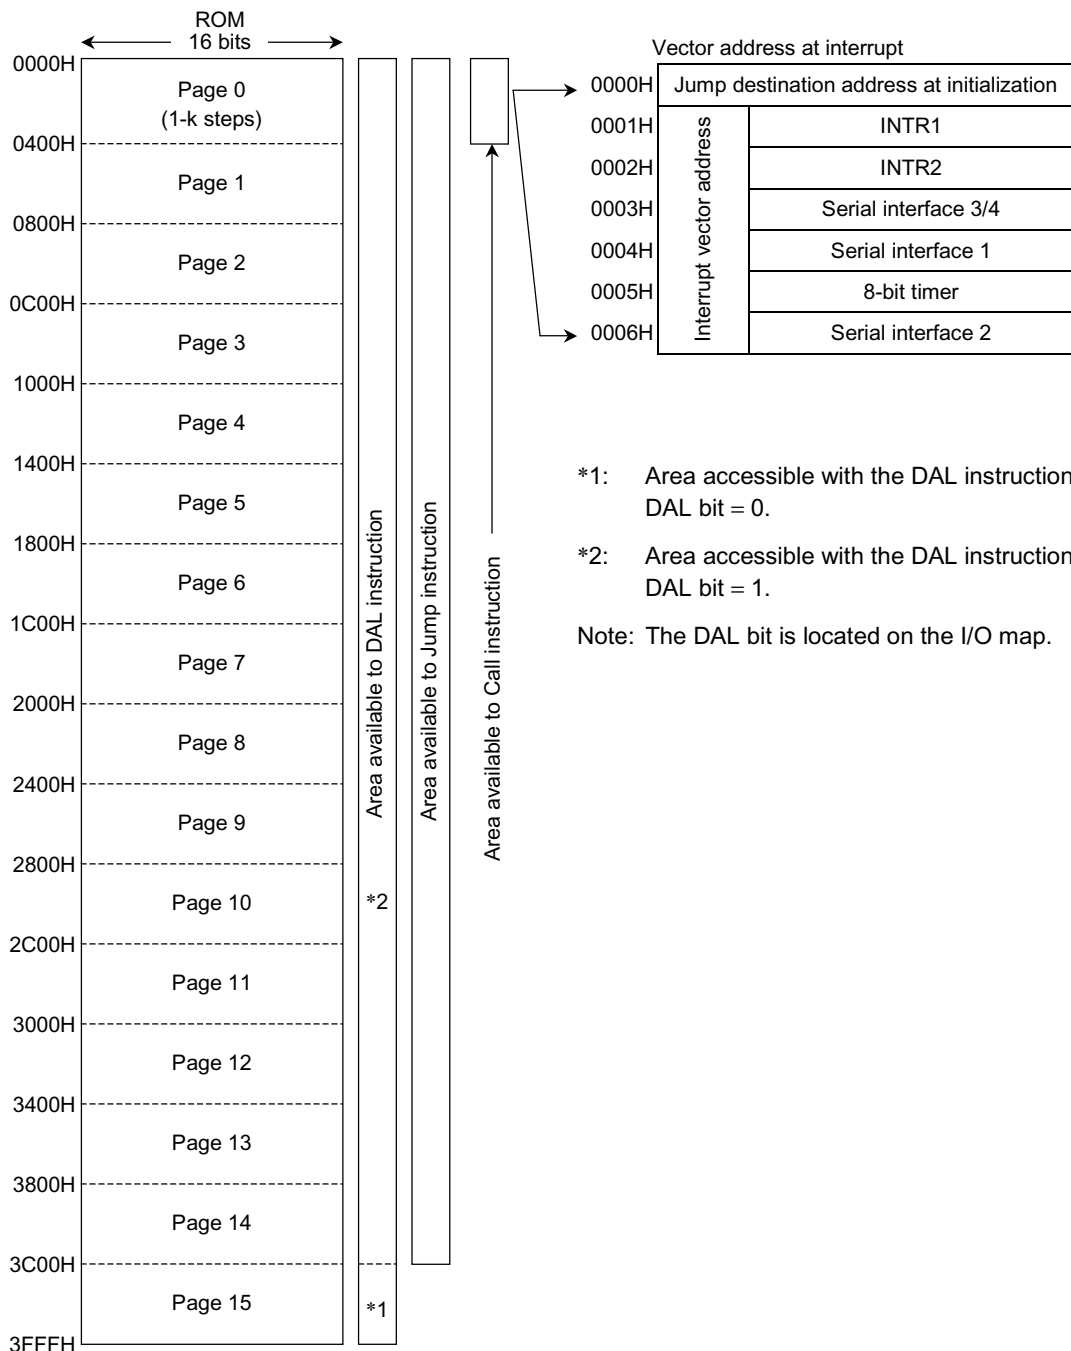 ROM
16 bits
0000H
Page 0
(1-k steps)
0400H
Page 1
0800H
Page 2
0C00H
Page 3
1000H
Page 4
1400H
Page 5
1800H
Page 6
1C00H
Page 7
2000H
Page 8
2400H
Page 9
2800H
Page 10
2C00H
Page 11
3000H
Page 12
3400H
Page 13
3800H
Page 14
3C00H
Page 15
3FFFH
Area available to DAL instruction
*2
*1
Area available to Jump instruction
Area available to Call instruction
Vector address at interrupt
0000H Jump destination address at initialization
Interrupt vector address
0001H INTR1
0002H INTR2
0003H Serial interface 3/4
0004H Serial interface 1
0005H 8-bit timer
0006H Serial interface 2
*1: Area accessible with the DAL instruction
DAL bit = 0.
*2: Area accessible with the DAL instruction
DAL bit = 1.
Note: The DAL bit is located on the I/O map.